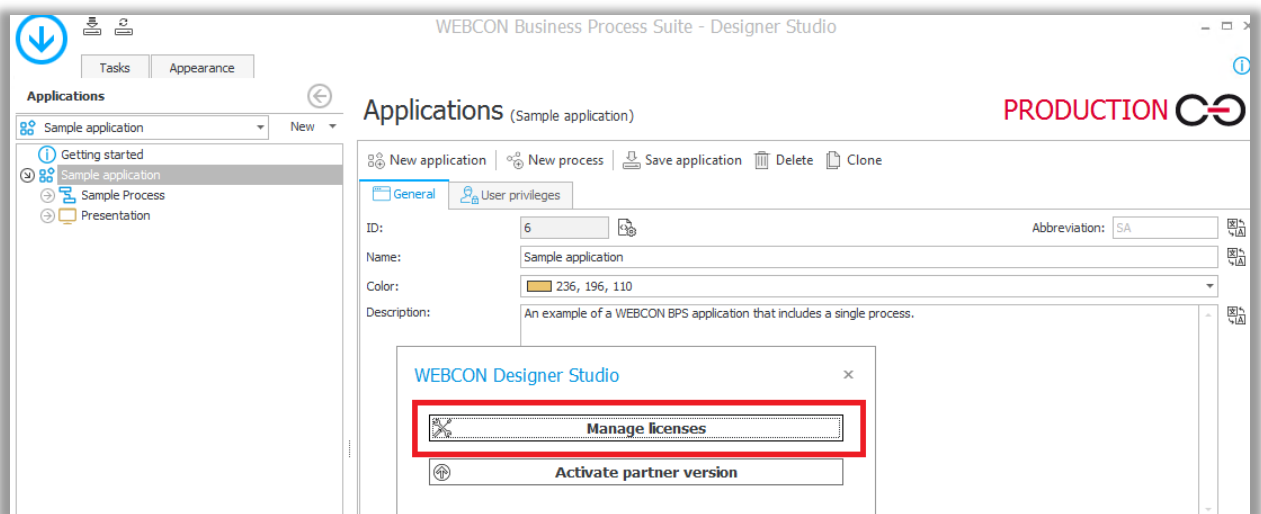 WEBCON Business Process Suite - Designer Studio
Tasks Appearance
Applications
Sample application New
Getting started
Sample application
Sample Process
Presentation
Applications (Sample application)
PRODUCTION
New application New process Save application Delete Clone
General User privileges
ID: 6 Abbreviation: SA
Name: Sample application
Color: 236, 196, 110
Description: An example of a WEBCON BPS application that includes a single process.
WEBCON Designer Studio
Manage licenses
Activate partner version